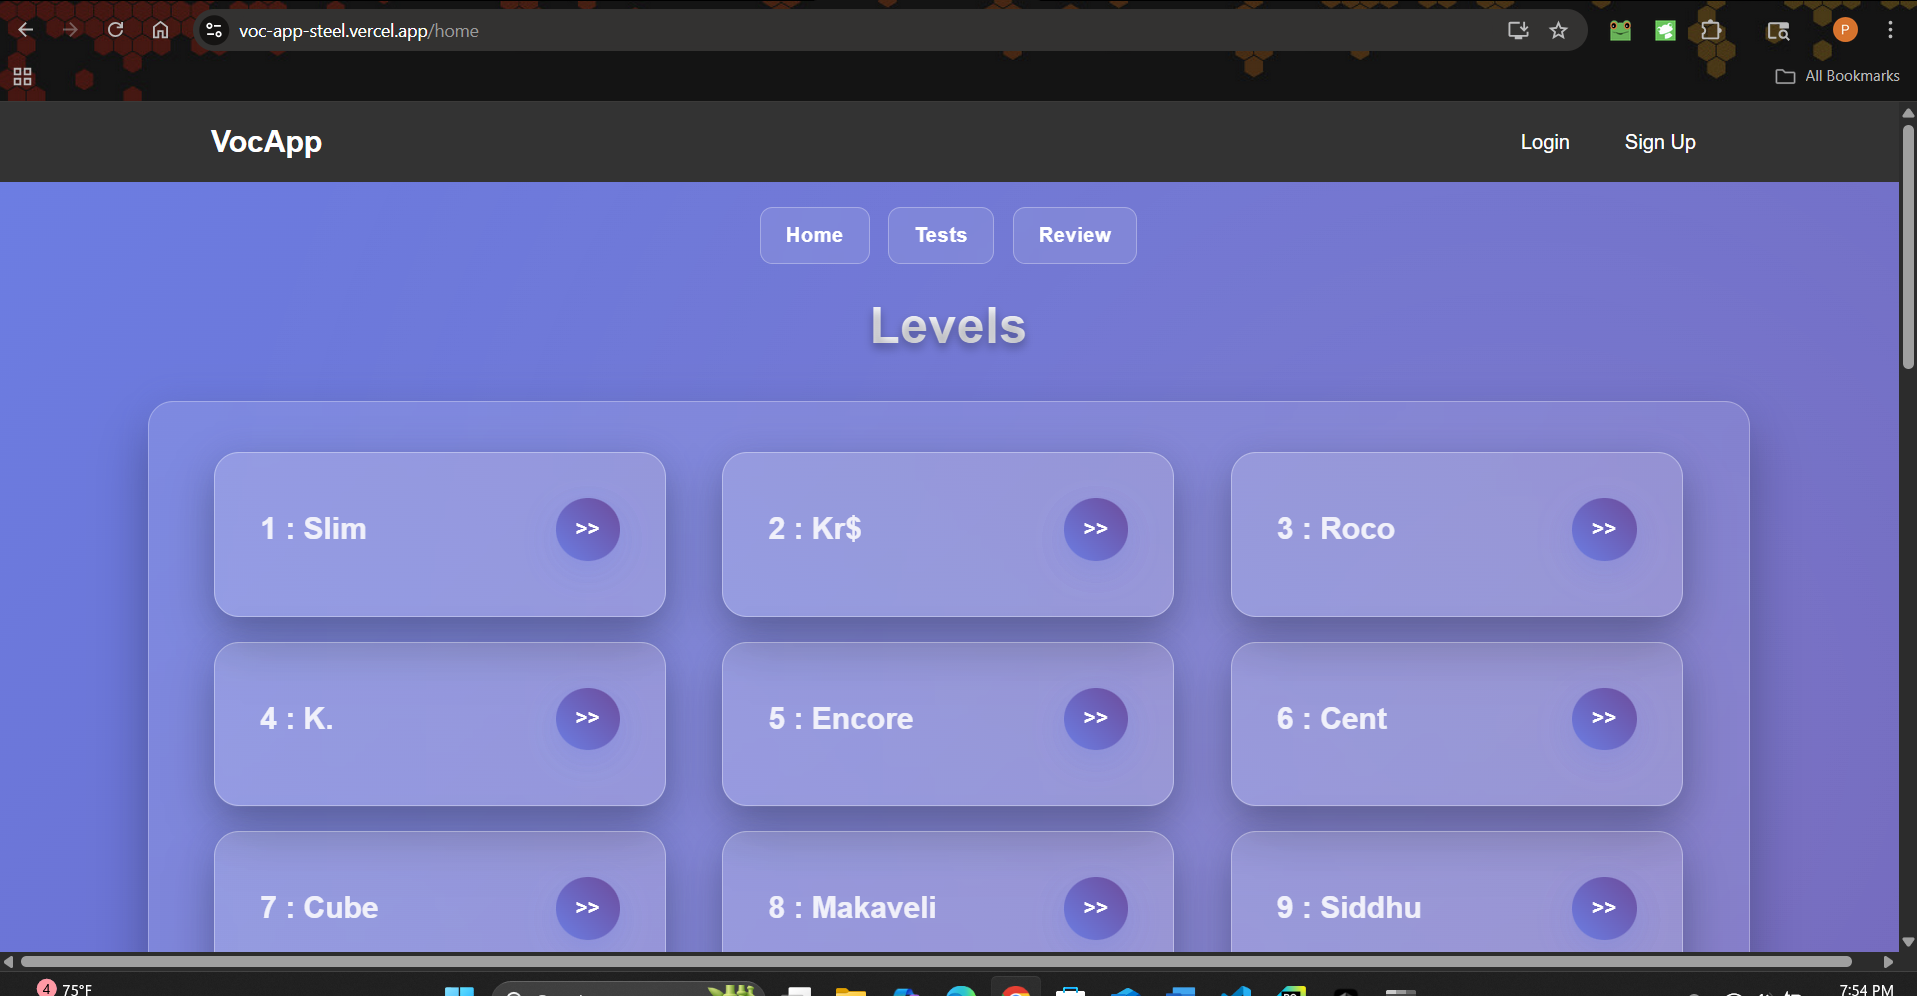 voc-app-steel.vercel.app/home
P
All Bookmarks
VocApp
Login
Sign Up
Home
Tests
Review
Levels
1 : Slim
>>
2 : Kr$
>>
3 : Roco
>>
4 : K.
>>
5 : Encore
>>
6 : Cent
>>
7 : Cube
>>
8 : Makaveli
>>
9 : Siddhu
>>
4
75°F
7:54 PM